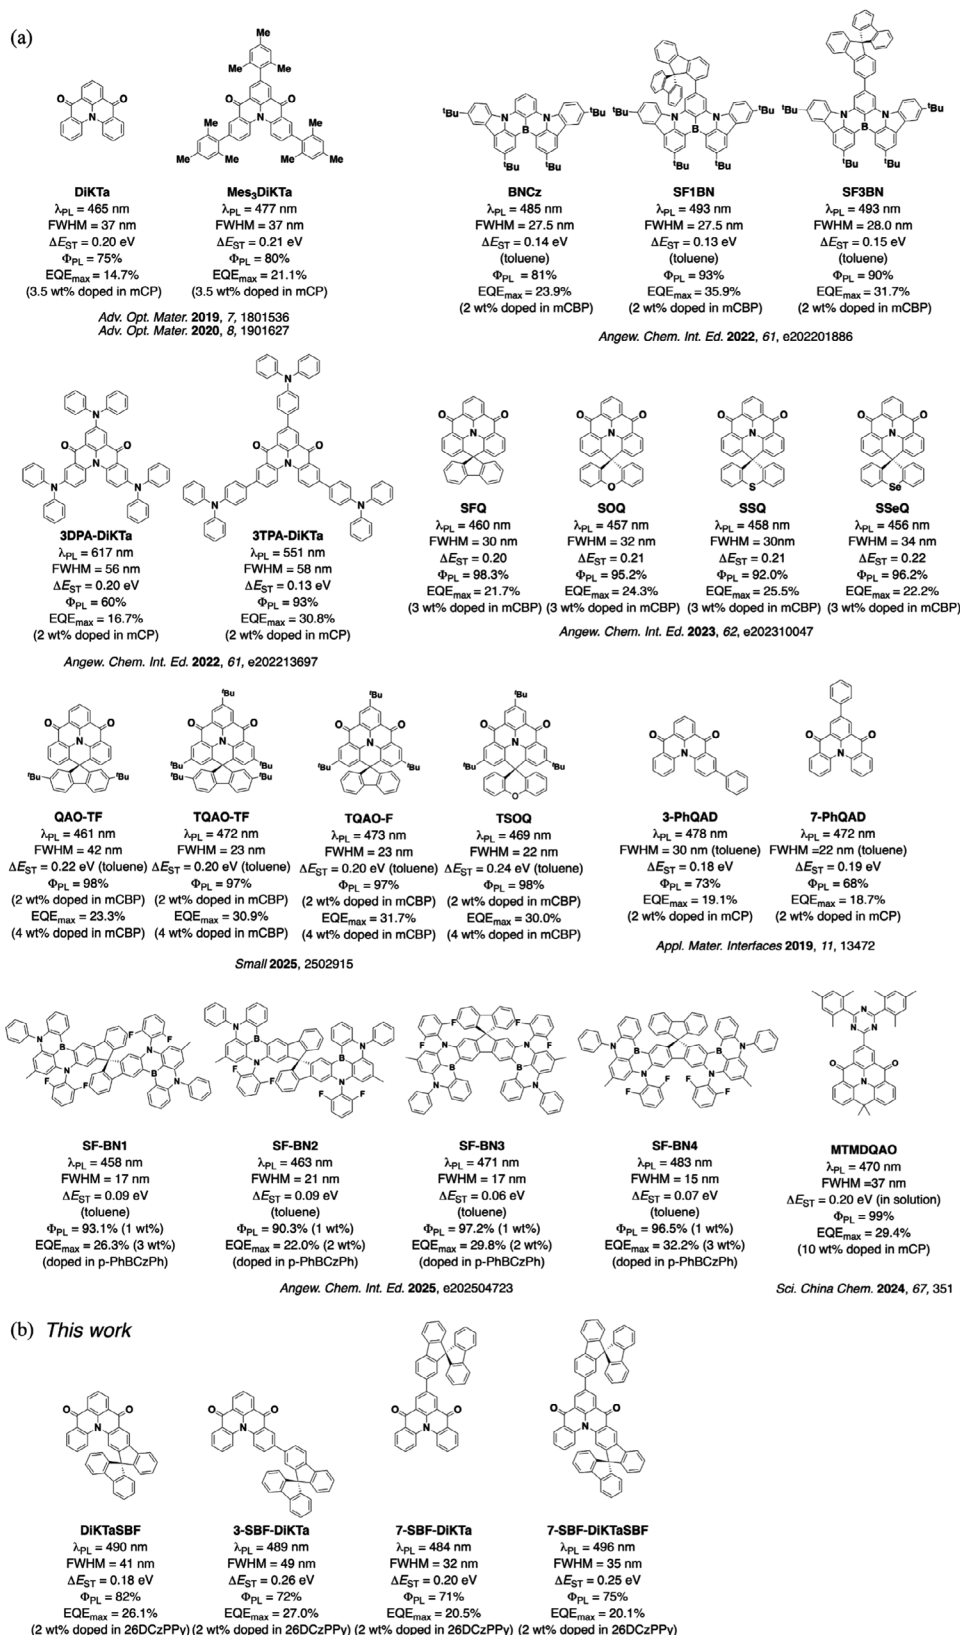 (a)
DiKTa
λPL = 465 nm
FWHM = 37 nm
ΔEST = 0.20 eV
ΦPL = 75%
EQEmax = 14.7%
(3.5 wt% doped in mCP)
Me
Me
Me
O
O
N
Me
Me
Me
Me
Me
Me
Mes3DiKTa
λPL = 477 nm
FWHM = 37 nm
ΔEST = 0.21 eV
ΦPL = 80%
EQEmax = 21.1%
(3.5 wt% doped in mCP)
Adv. Opt. Mater. 2019, 7, 1801536
Adv. Opt. Mater. 2020, 8, 1901627
tBu
N
N
B
tBu
tBu
tBu
BNCz
λPL = 485 nm
FWHM = 27.5 nm
ΔEST = 0.14 eV
(toluene)
ΦPL = 81%
EQEmax = 23.9%
(2 wt% doped in mCBP)
tBu
N
N
B
tBu
tBu
tBu
SF1BN
λPL = 493 nm
FWHM = 27.5 nm
ΔEST = 0.13 eV
(toluene)
ΦPL = 93%
EQEmax = 35.9%
(2 wt% doped in mCBP)
tBu
N
N
B
tBu
tBu
tBu
SF3BN
λPL = 493 nm
FWHM = 28.0 nm
ΔEST = 0.15 eV
(toluene)
ΦPL = 90%
EQEmax = 31.7%
(2 wt% doped in mCBP)
Angew. Chem. Int. Ed. 2022, 61, e202201886
N
O
O
N
N
N
3DPA-DiKTa
λPL = 617 nm
FWHM = 56 nm
ΔEST = 0.20 eV
ΦPL = 60%
EQEmax = 16.7%
(2 wt% doped in mCP)
N
O
O
N
N
N
3TPA-DiKTa
λPL = 551 nm
FWHM = 58 nm
ΔEST = 0.13 eV
ΦPL = 93%
EQEmax = 30.8%
(2 wt% doped in mCP)
Angew. Chem. Int. Ed. 2022, 61, e202213697
O
O
N
SFQ
λPL = 460 nm
FWHM = 30 nm
ΔEST = 0.20
ΦPL = 98.3%
EQEmax = 21.7%
(3 wt% doped in mCBP)
O
O
N
O
SOQ
λPL = 457 nm
FWHM = 32 nm
ΔEST = 0.21
ΦPL = 95.2%
EQEmax = 24.3%
(3 wt% doped in mCBP)
O
O
N
S
SSQ
λPL = 458 nm
FWHM = 30nm
ΔEST = 0.21
ΦPL = 92.0%
EQEmax = 25.5%
(3 wt% doped in mCBP)
O
O
N
Se
SSeQ
λPL = 456 nm
FWHM = 34 nm
ΔEST = 0.22
ΦPL = 96.2%
EQEmax = 22.2%
(3 wt% doped in mCBP)
Angew. Chem. Int. Ed. 2023, 62, e202310047
O
O
N
tBu
tBu
QAO-TF
λPL = 461 nm
FWHM = 42 nm
ΔEST = 0.22 eV (toluene)
ΦPL = 98%
(2 wt% doped in mCBP)
EQEmax = 23.3%
(4 wt% doped in mCBP)
tBu
O
O
N
tBu
tBu
tBu
tBu
TQAO-TF
λPL = 472 nm
FWHM = 23 nm
ΔEST = 0.20 eV (toluene)
ΦPL = 97%
(2 wt% doped in mCBP)
EQEmax = 30.9%
(4 wt% doped in mCBP)
tBu
O
O
N
tBu
tBu
TQAO-F
λPL = 473 nm
FWHM = 23 nm
ΔEST = 0.20 eV (toluene)
ΦPL = 97%
(2 wt% doped in mCBP)
EQEmax = 31.7%
(4 wt% doped in mCBP)
tBu
O
O
N
tBu
tBu
O
TSOQ
λPL = 469 nm
FWHM = 22 nm
ΔEST = 0.24 eV (toluene)
ΦPL = 98%
(2 wt% doped in mCBP)
EQEmax = 30.0%
(4 wt% doped in mCBP)
Small 2025, 2502915
O
O
N
3-PhQAD
λPL = 478 nm
FWHM = 30 nm (toluene)
ΔEST = 0.18 eV
ΦPL = 73%
EQEmax = 19.1%
(2 wt% doped in mCP)
O
O
N
7-PhQAD
λPL = 472 nm
FWHM =22 nm (toluene)
ΔEST = 0.19 eV
ΦPL = 68%
EQEmax = 18.7%
(2 wt% doped in mCP)
Appl. Mater. Interfaces 2019, 11, 13472
N
B
N
F
F
F
F
N
B
N
SF-BN1
λPL = 458 nm
FWHM = 17 nm
ΔEST = 0.09 eV
(toluene)
ΦPL = 93.1% (1 wt%)
EQEmax = 26.3% (3 wt%)
(doped in p-PhBCzPh)
N
B
N
F
F
B
N
N
F
F
SF-BN2
λPL = 463 nm
FWHM = 21 nm
ΔEST = 0.09 eV
(toluene)
ΦPL = 90.3% (1 wt%)
EQEmax = 22.0% (2 wt%)
(doped in p-PhBCzPh)
F
F
F
F
N
N
B
B
N
N
SF-BN3
λPL = 471 nm
FWHM = 17 nm
ΔEST = 0.06 eV
(toluene)
ΦPL = 97.2% (1 wt%)
EQEmax = 29.8% (2 wt%)
(doped in p-PhBCzPh)
N
B
B
N
N
N
F
F
F
F
SF-BN4
λPL = 483 nm
FWHM = 15 nm
ΔEST = 0.07 eV
(toluene)
ΦPL = 96.5% (1 wt%)
EQEmax = 32.2% (3 wt%)
(doped in p-PhBCzPh)
N
N
N
O
O
N
MTMDQAO
λPL = 470 nm
FWHM =37 nm
ΔEST = 0.20 eV (in solution)
ΦPL = 99%
EQEmax = 29.4%
(10 wt% doped in mCP)
Angew. Chem. Int. Ed. 2025, e202504723
Sci. China Chem. 2024, 67, 351
(b) This work
O
O
N
DiKTaSBF
λPL = 490 nm
FWHM = 41 nm
ΔEST = 0.18 eV
ΦPL = 82%
EQEmax = 26.1%
(2 wt% doped in 26DCzPPy)
O
O
N
3-SBF-DiKTa
λPL = 489 nm
FWHM = 49 nm
ΔEST = 0.26 eV
ΦPL = 72%
EQEmax = 27.0%
(2 wt% doped in 26DCzPPy)
O
O
N
7-SBF-DiKTa
λPL = 484 nm
FWHM = 32 nm
ΔEST = 0.20 eV
ΦPL = 71%
EQEmax = 20.5%
(2 wt% doped in 26DCzPPy)
O
O
N
7-SBF-DiKTaSBF
λPL = 496 nm
FWHM = 35 nm
ΔEST = 0.25 eV
ΦPL = 75%
EQEmax = 20.1%
(2 wt% doped in 26DCzPPy)